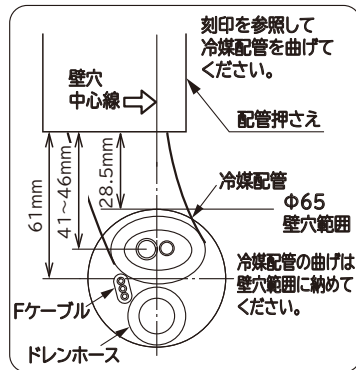 刻印を参照して
冷媒配管を曲げて
ください。
壁穴
中心線
配管押さえ
61mm
41～46mm
28.5mm
冷媒配管
Φ65
壁穴範囲
冷媒配管の曲げは
壁穴範囲に納めて
ください。
Fケーブル
ドレンホース